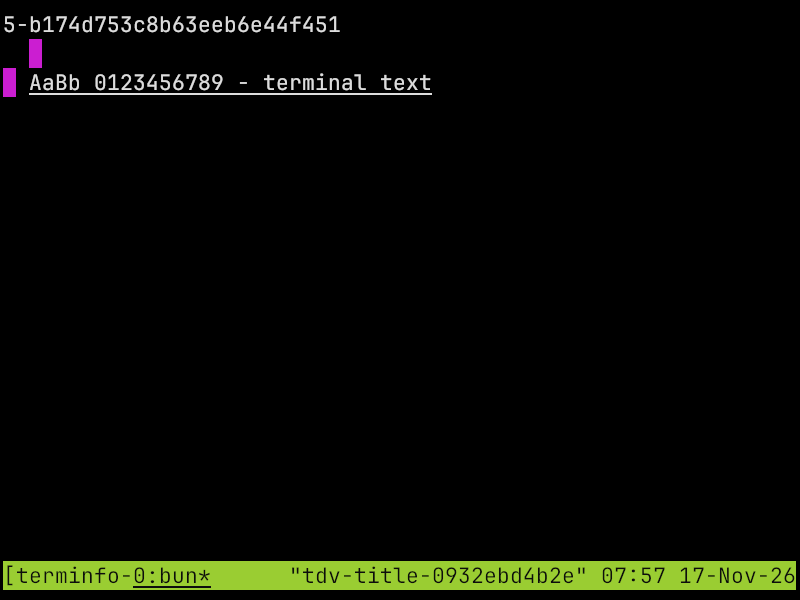 5-b174d753c8b63eeb6e44f451
AaBb 0123456789 - terminal text
[terminfo-0:bun* "tdv-title-0932ebd4b2e" 07:57 17-Nov-26